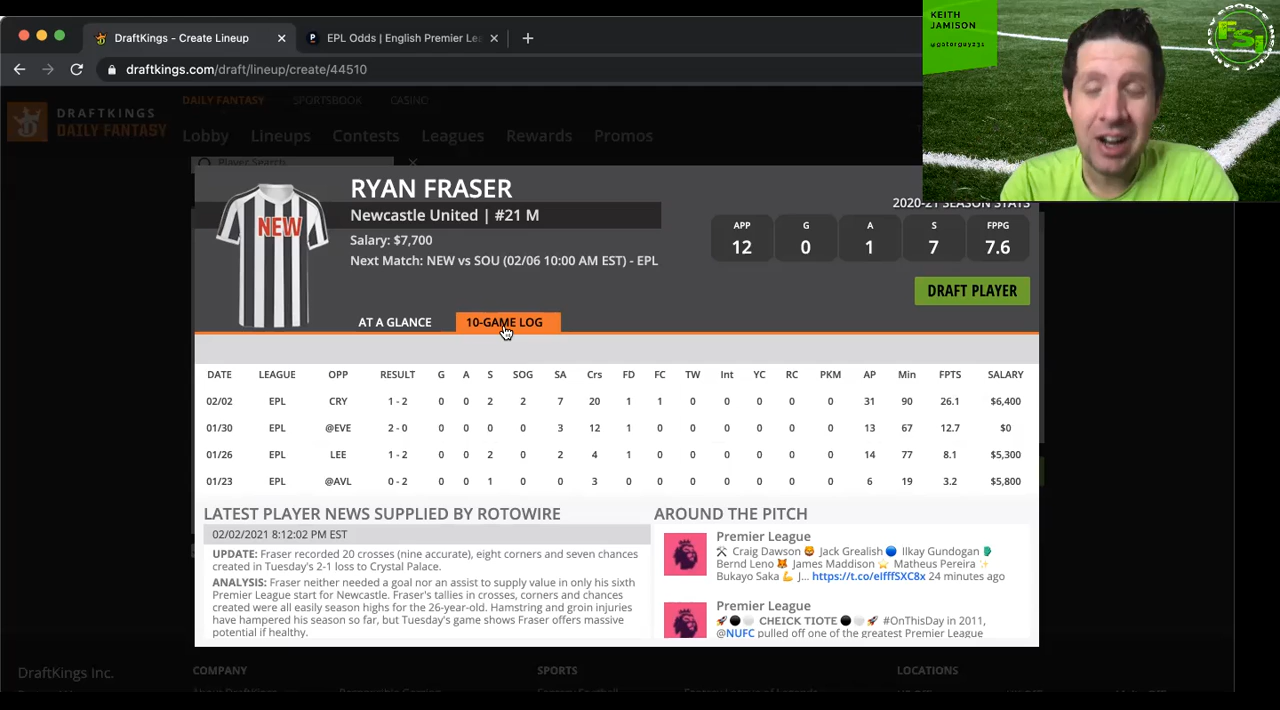 DraftKings - Create Lineup
EPL Odds | English Premier Le
draftkings.com/draft/lineup/create/44510
KEITH
JAMISON
@gatorguy231
FSI
DRAFTKINGS
DAILY FANTASY
DAILY FANTASY SPORTSBOOK CASINO
Lobby Lineups Contests Leagues Rewards Promos
Player Search
RYAN FRASER
Newcastle United | #21 M
Salary: $7,700
Next Match: NEW vs SOU (02/06 10:00 AM EST) - EPL
NEW
2020-21 SEASON STATS
APP G A S FPPG
12 0 1 7 7.6
DRAFT PLAYER
AT A GLANCE 10-GAME LOG
DATE LEAGUE OPP RESULT G A S SOG SA Crs FD FC TW Int YC RC PKM AP Min FPTS SALARY
02/02 EPL CRY 1 - 2 0 0 2 2 7 20 1 1 0 0 0 0 0 31 90 26.1 $6,400
01/30 EPL @EVE 2 - 0 0 0 0 0 3 12 1 0 0 0 0 0 0 13 67 12.7 $0
01/26 EPL LEE 1 - 2 0 0 2 0 2 4 1 0 0 0 0 0 0 14 77 8.1 $5,300
01/23 EPL @AVL 0 - 2 0 0 1 0 0 3 0 0 0 0 0 0 0 6 19 3.2 $5,800
LATEST PLAYER NEWS SUPPLIED BY ROTOWIRE
02/02/2021 8:12:02 PM EST
UPDATE: Fraser recorded 20 crosses (nine accurate), eight corners and seven chances
created in Tuesday's 2-1 loss to Crystal Palace.
ANALYSIS: Fraser neither needed a goal nor an assist to supply value in only his sixth
Premier League start for Newcastle. Fraser's tallies in crosses, corners and chances
created were all easily season highs for the 26-year-old. Hamstring and groin injuries
have hampered his season so far, but Tuesday's game shows Fraser offers massive
potential if healthy.
AROUND THE PITCH
Premier League
⚒️ Craig Dawson 🦁 Jack Grealish 🔵 Ilkay Gundogan
Bernd Leno 🦊 James Maddison ⭐ Matheus Pereira ✨
Bukayo Saka 💪 J... https://t.co/eIfffSXC8x 24 minutes ago
Premier League
🚀⚫⚪ CHEICK TIOTE ⚫⚪🚀 #OnThisDay in 2011,
@NUFC pulled off one of the greatest Premier League
DraftKings Inc.
COMPANY
SPORTS
LOCATIONS